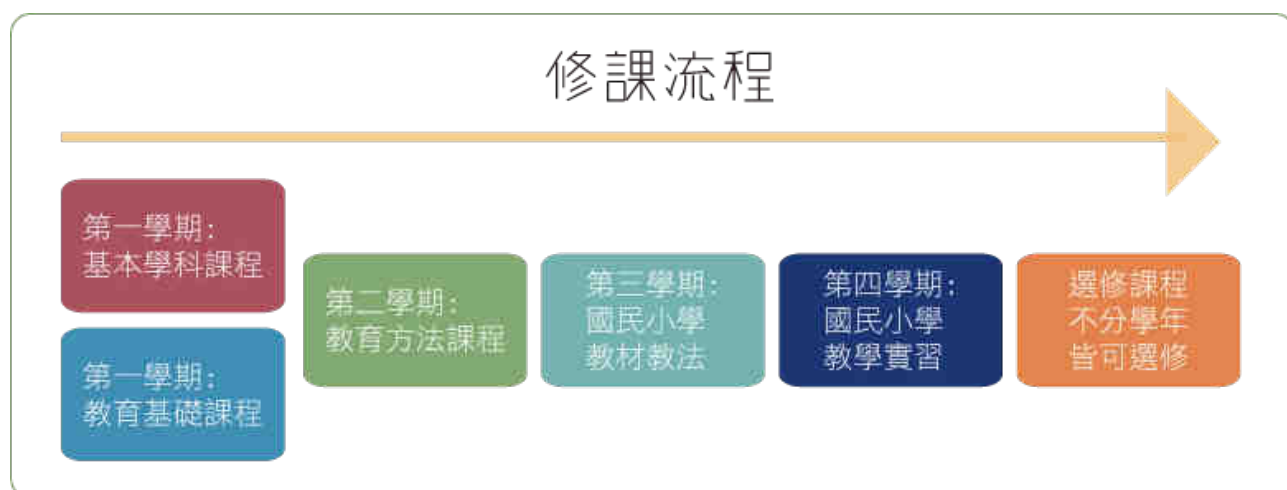 修課流程
第一學期:
基本學科課程
第一學期:
教育基礎課程
第二學期:
教育方法課程
第三學期:
國民小學
教材教法
第四學期:
國民小學
教學實習
選修課程
不分學年
皆可選修